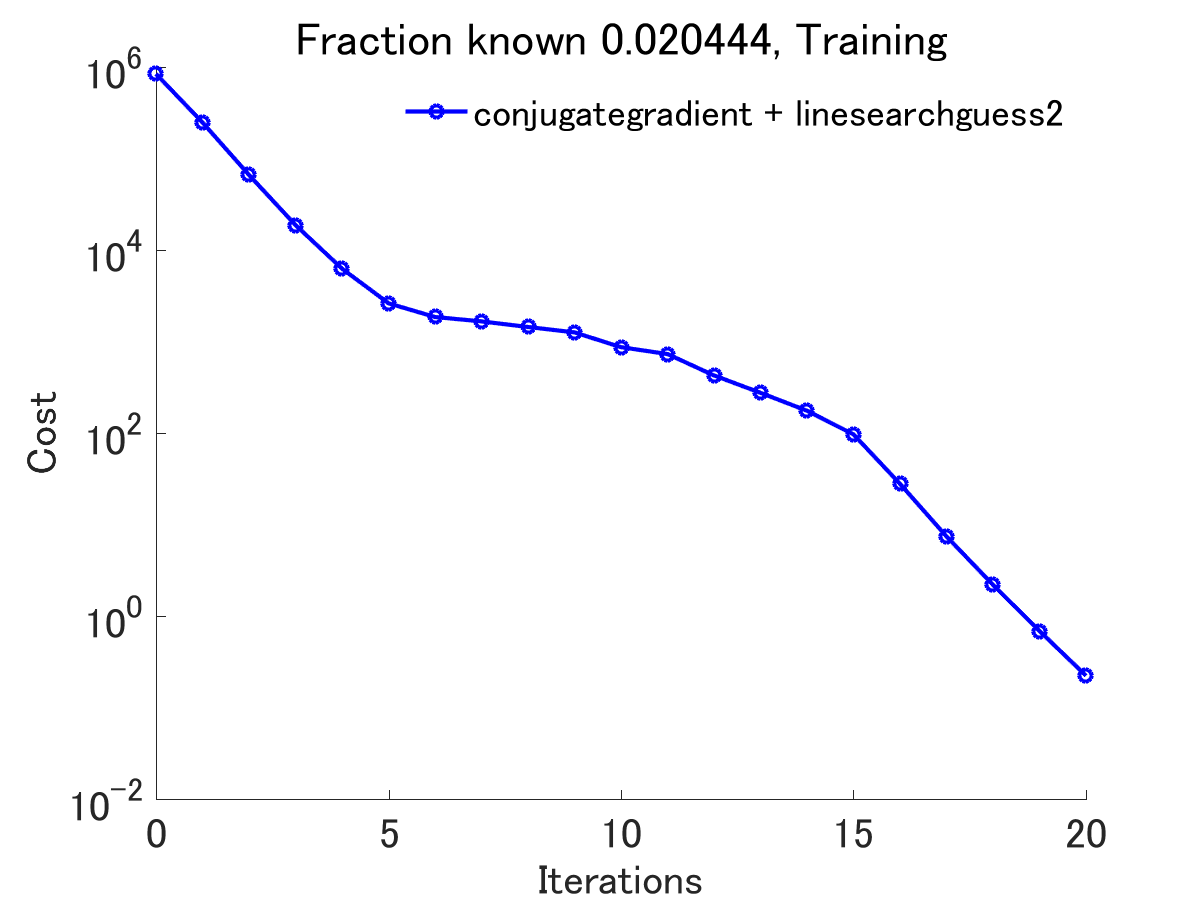 Fraction known 0.020444, Training
conjugategradient + linesearchguess2
10^6
10^4
10^2
10^0
10^-2
Cost
0 5 10 15 20
Iterations